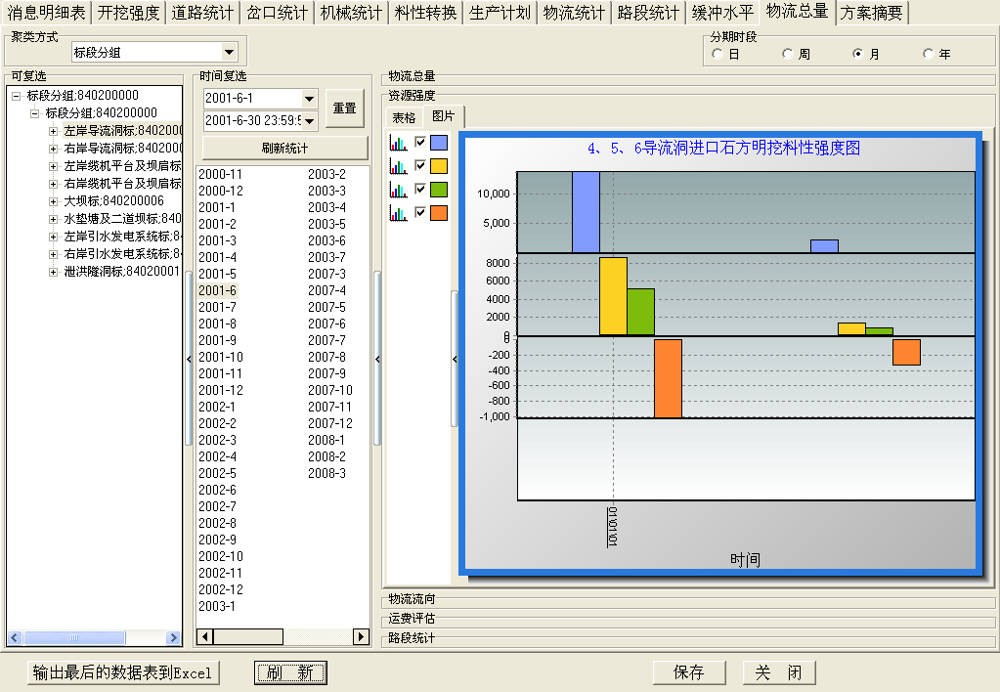 消息明细表 开挖强度 道路统计 岔口统计 机械统计 料性转换 生产计划 物流统计 路段统计 缓冲水平 物流总量 方案摘要
聚类方式
标段分组
分期时段
日 周 月 年
可复选
标段分组;840200000
标段分组;840200000
左岸导流洞标;84020
右岸导流洞标;84020
左岸缆机平台及坝肩标
右岸缆机平台及坝肩标
大坝标;840200006
水垫塘及二道坝标;840
左岸引水发电系统标;84
右岸引水发电系统标;84
泄洪隧洞标;84020001
时间复选
2001-6-1
2001-6-30 23:59:5
重置
刷新统计
2000-11
2000-12
2001-1
2001-2
2001-3
2001-4
2001-5
2001-6
2001-7
2001-8
2001-9
2001-10
2001-11
2001-12
2002-1
2002-2
2002-3
2002-4
2002-5
2002-6
2002-7
2002-8
2002-9
2002-10
2002-11
2002-12
2003-1
2003-2
2003-3
2003-4
2003-5
2003-6
2003-7
2007-3
2007-4
2007-5
2007-6
2007-7
2007-8
2007-9
2007-10
2007-11
2007-12
2008-1
2008-2
2008-3
物流总量
资源强度
表格 图片
4、5、6导流洞进口石方明挖料性强度图
10,000
5,000
8000
6000
4000
2000
0
0
-200
-400
-600
-800
-1,000
01\01\01
时间
物流流向
运费评估
路段统计
输出最后的数据表到Excel 刷 新 保存 关 闭